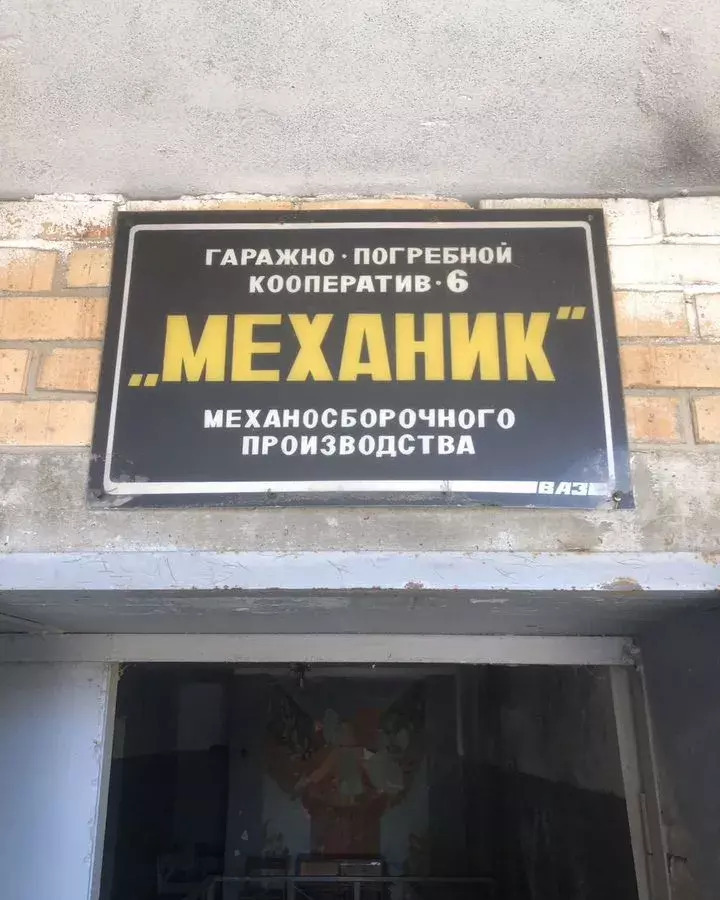 ГАРАЖНО·ПОГРЕБНОЙ
КООПЕРАТИВ·6
„МЕХАНИК“
МЕХАНОСБОРОЧНОГО
ПРОИЗВОДСТВА
ВАЗ